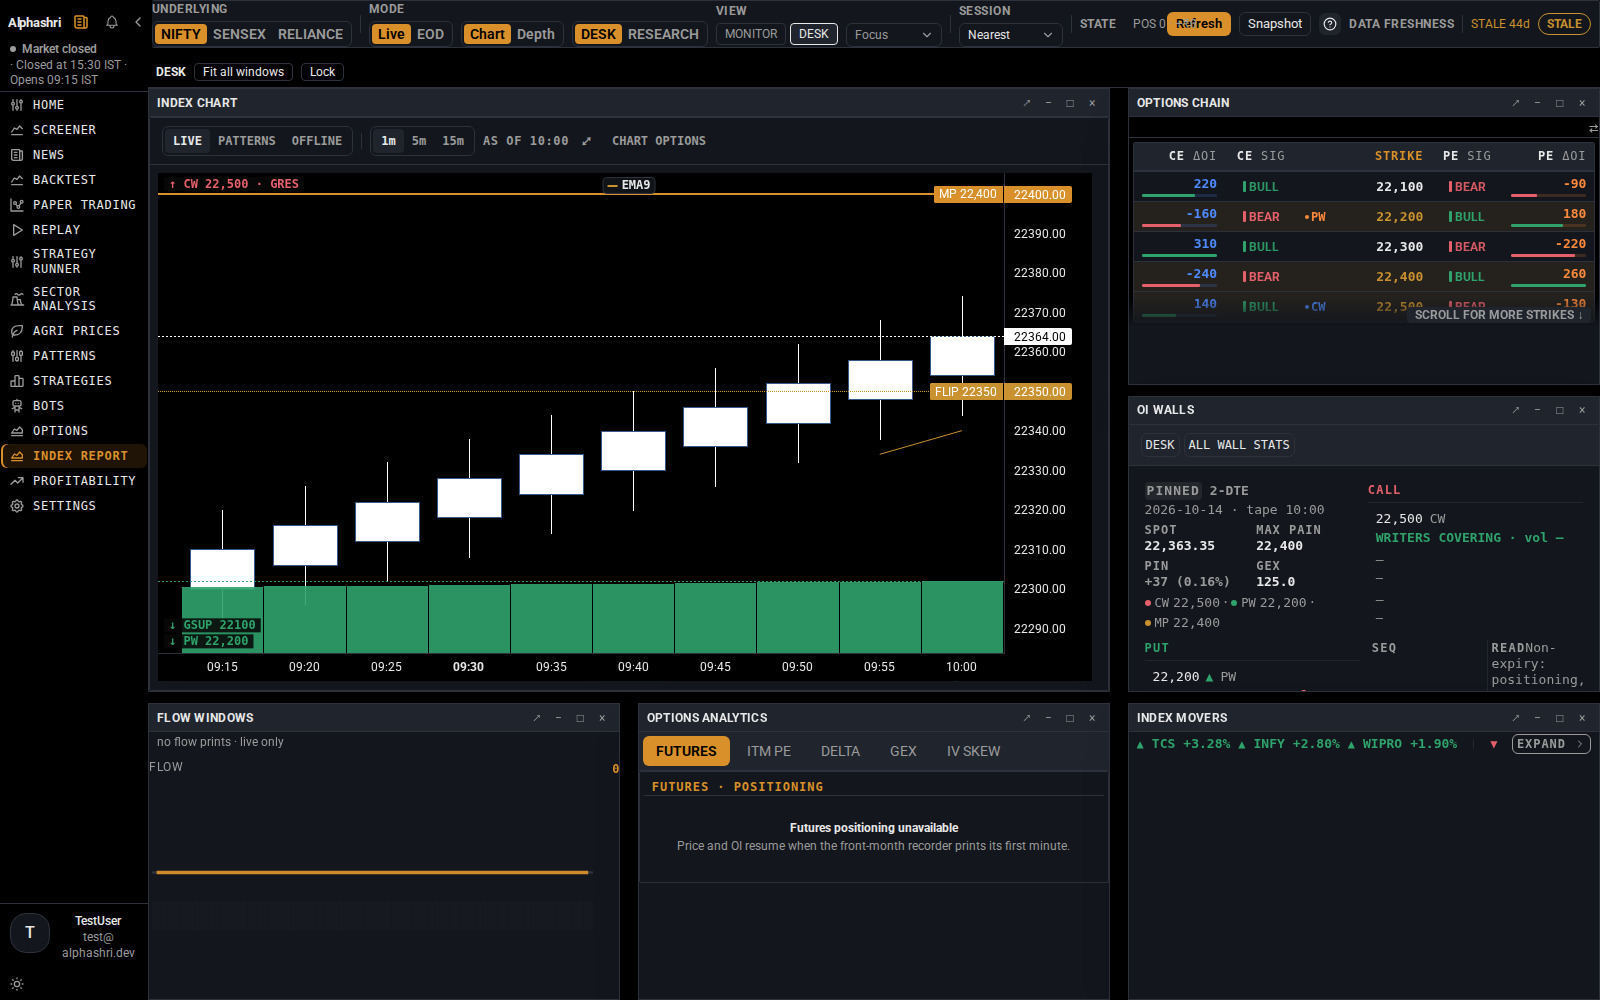 Alphashri
Market closed
· Closed at 15:30 IST ·
Opens 09:15 IST
HOME
SCREENER
NEWS
BACKTEST
PAPER TRADING
REPLAY
STRATEGY
RUNNER
SECTOR
ANALYSIS
AGRI PRICES
PATTERNS
STRATEGIES
BOTS
OPTIONS
INDEX REPORT
PROFITABILITY
SETTINGS
T
TestUser
test@
alphashri.dev
UNDERLYING
NIFTY SENSEX RELIANCE
MODE
Live EOD
Chart Depth
DESK RESEARCH
VIEW
MONITOR DESK Focus
SESSION
Nearest
STATE POS 0 Refresh Snapshot DATA FRESHNESS STALE 44d STALE
DESK Fit all windows Lock
INDEX CHART
LIVE PATTERNS OFFLINE 1m 5m 15m AS OF 10:00 CHART OPTIONS
↑ CW 22,500 · GRES
EMA9
MP 22,400 22400.00
22390.00
22380.00
22370.00
22364.00
22360.00
FLIP 22350 22350.00
22340.00
22330.00
22320.00
22310.00
22300.00
22290.00
↓ GSUP 22100
↓ PW 22,200
09:15 09:20 09:25 09:30 09:35 09:40 09:45 09:50 09:55 10:00
OPTIONS CHAIN
CE ΔOI CE SIG STRIKE PE SIG PE ΔOI
220 BULL 22,100 BEAR -90
-160 BEAR •PW 22,200 BULL 180
310 BULL 22,300 BEAR -220
-240 BEAR 22,400 BULL 260
140 BULL •CW 22,500 BEAR -130
SCROLL FOR MORE STRIKES ↓
OI WALLS
DESK ALL WALL STATS
PINNED 2-DTE
2026-10-14 · tape 10:00
SPOT MAX PAIN
22,363.35 22,400
PIN GEX
+37 (0.16%) 125.0
CW 22,500 · PW 22,200 ·
MP 22,400
CALL
22,500 CW
WRITERS COVERING · vol —
—
—
—
—
PUT
22,200 ▲ PW
SEQ
READNon-
expiry:
positioning,
FLOW WINDOWS
no flow prints · live only
FLOW
0
OPTIONS ANALYTICS
FUTURES ITM PE DELTA GEX IV SKEW
FUTURES · POSITIONING
Futures positioning unavailable
Price and OI resume when the front-month recorder prints its first minute.
INDEX MOVERS
▲ TCS +3.28% ▲ INFY +2.80% ▲ WIPRO +1.90% ▼ EXPAND